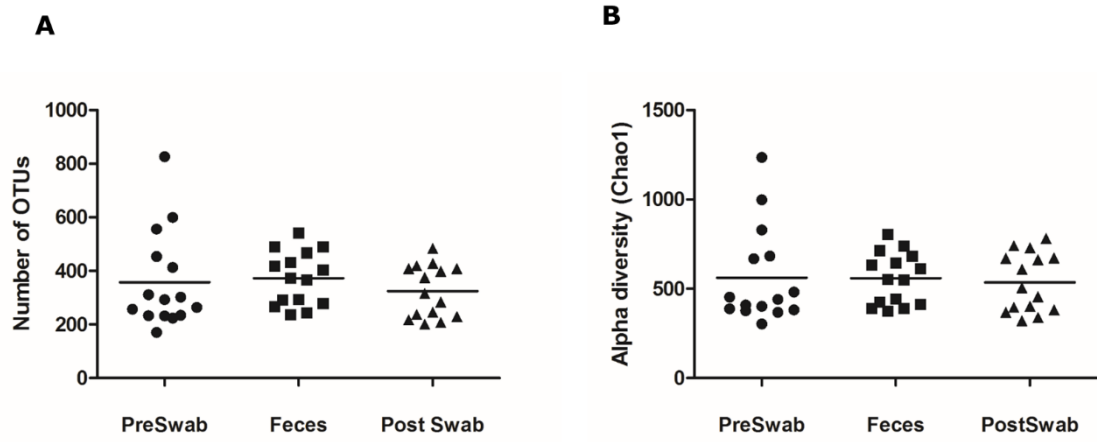 A
Number of OTUs
1000
800
600
400
200
0
PreSwab Feces Post Swab
B
Alpha diversity (Chao1)
1500
1000
500
0
PreSwab Feces PostSwab